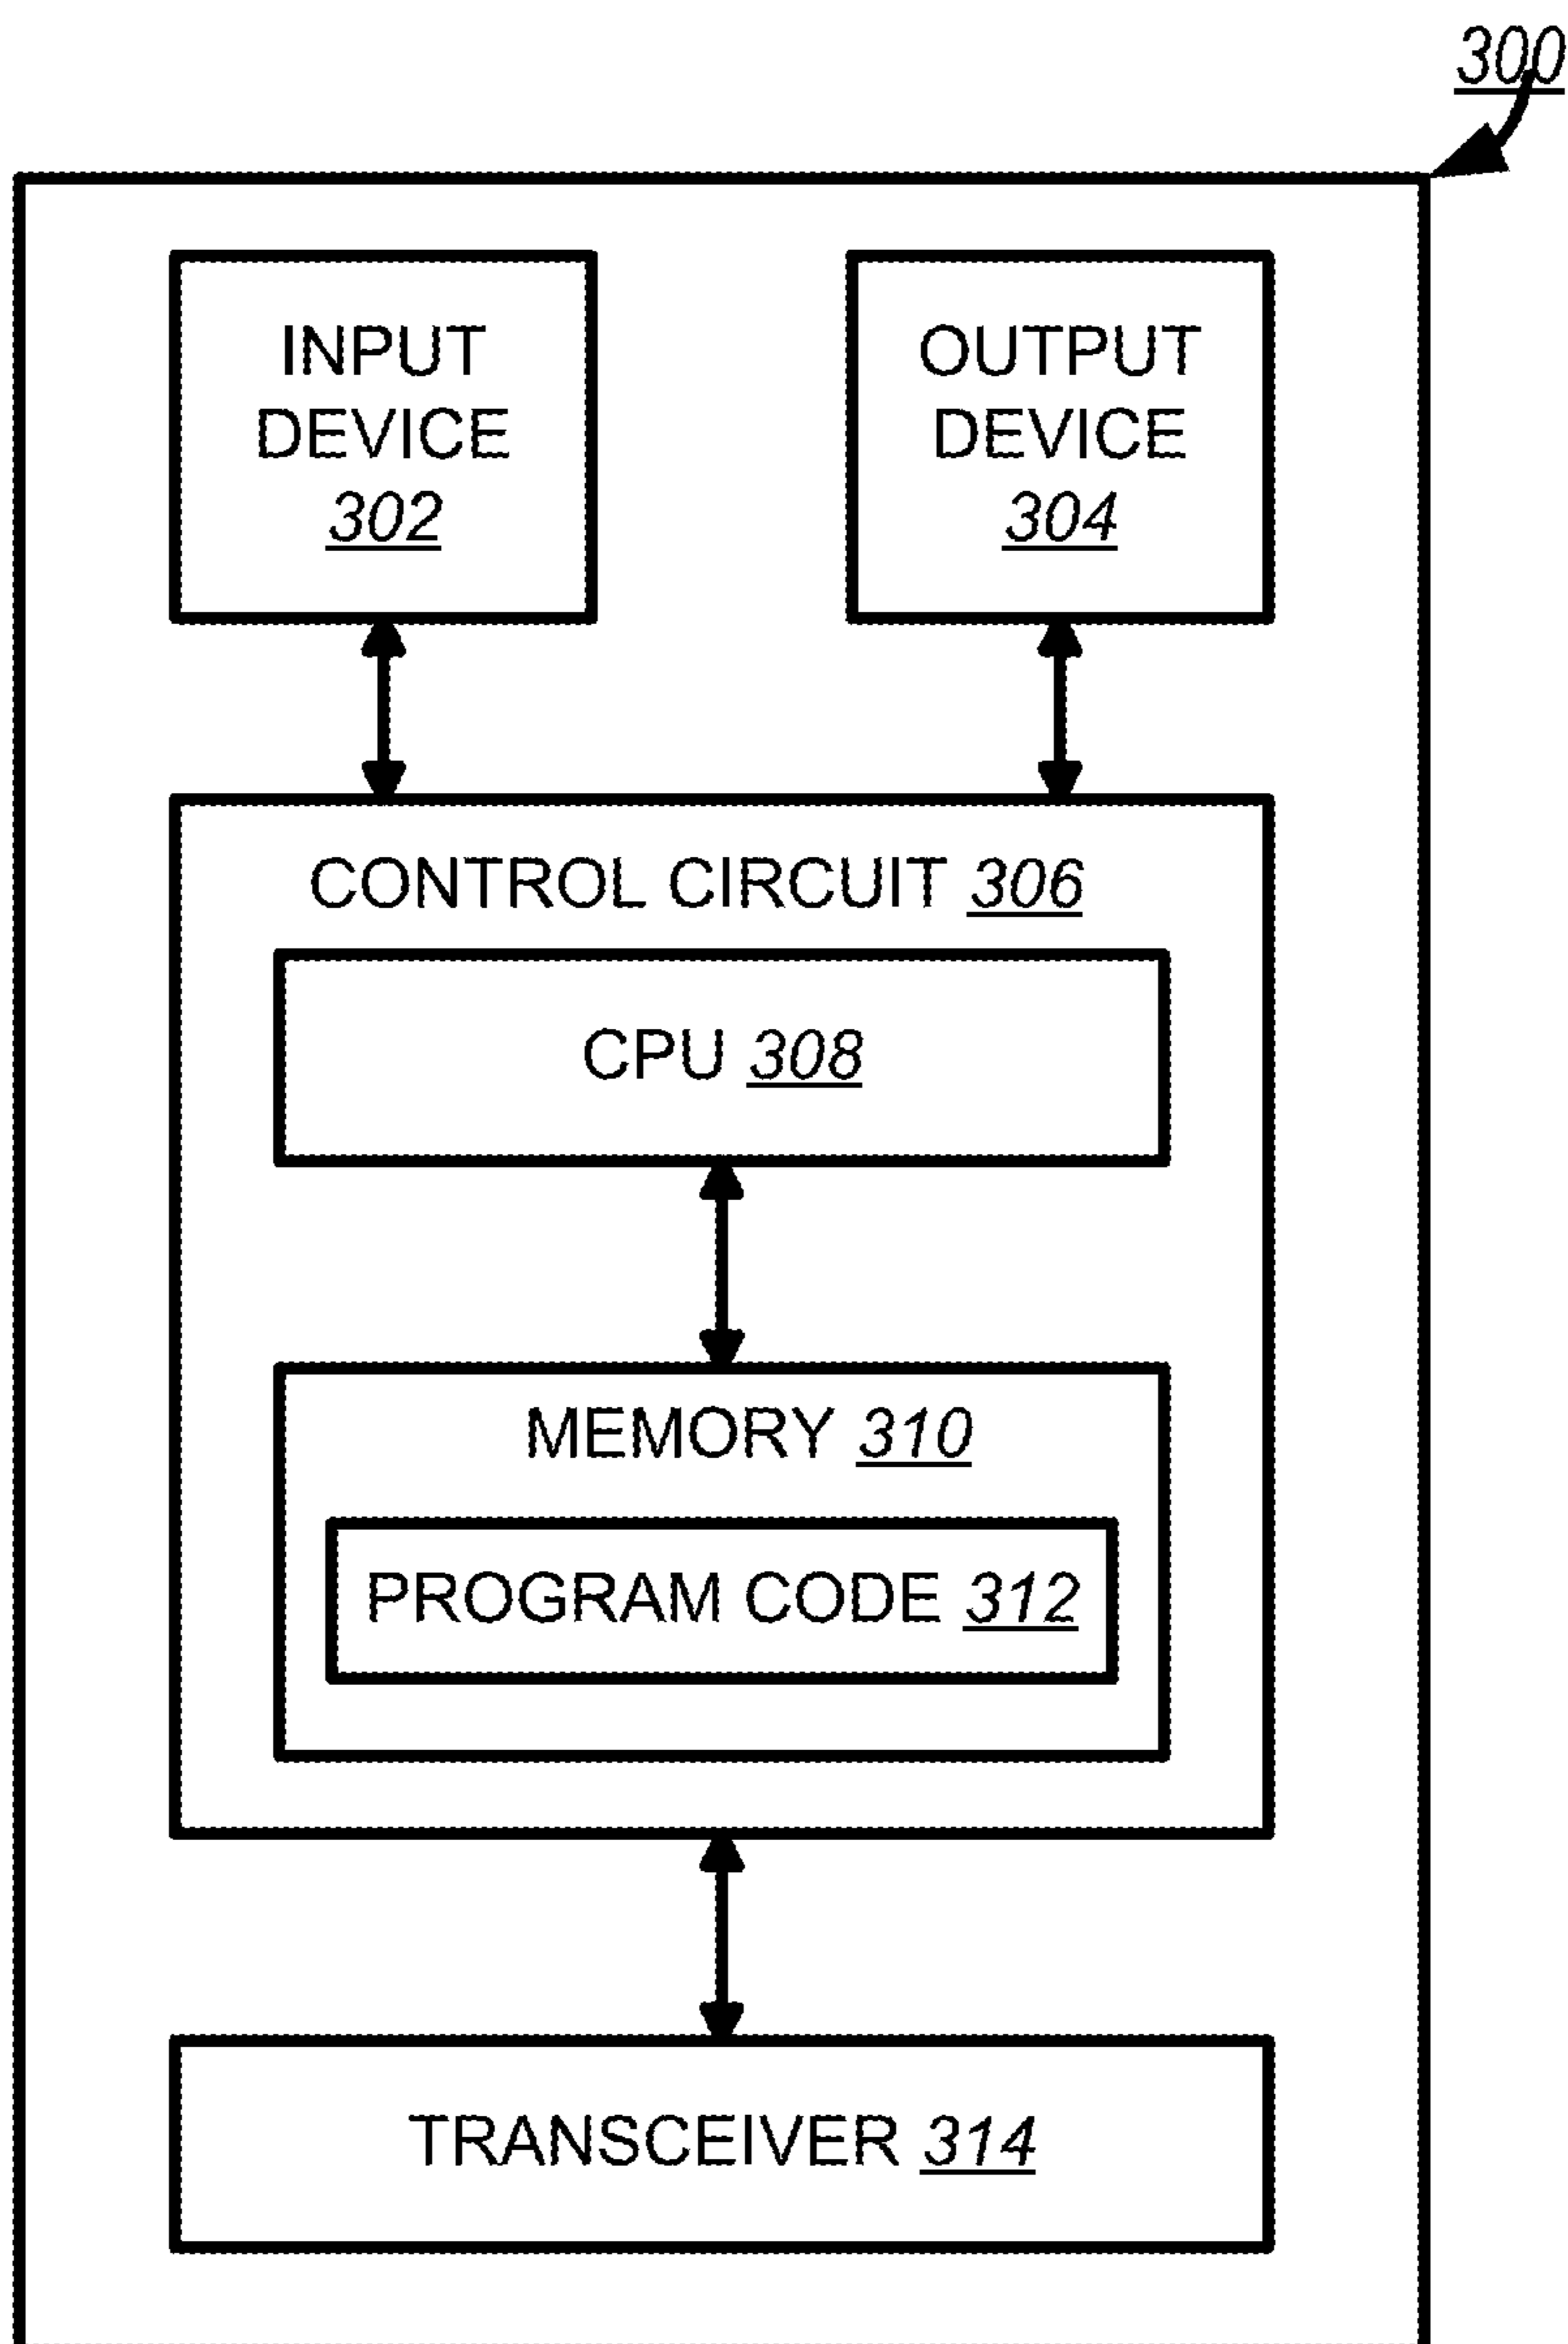 300
INPUT
DEVICE
302
OUTPUT
DEVICE
304
CONTROL CIRCUIT 306
CPU 308
MEMORY 310
PROGRAM CODE 312
TRANSCEIVER 314